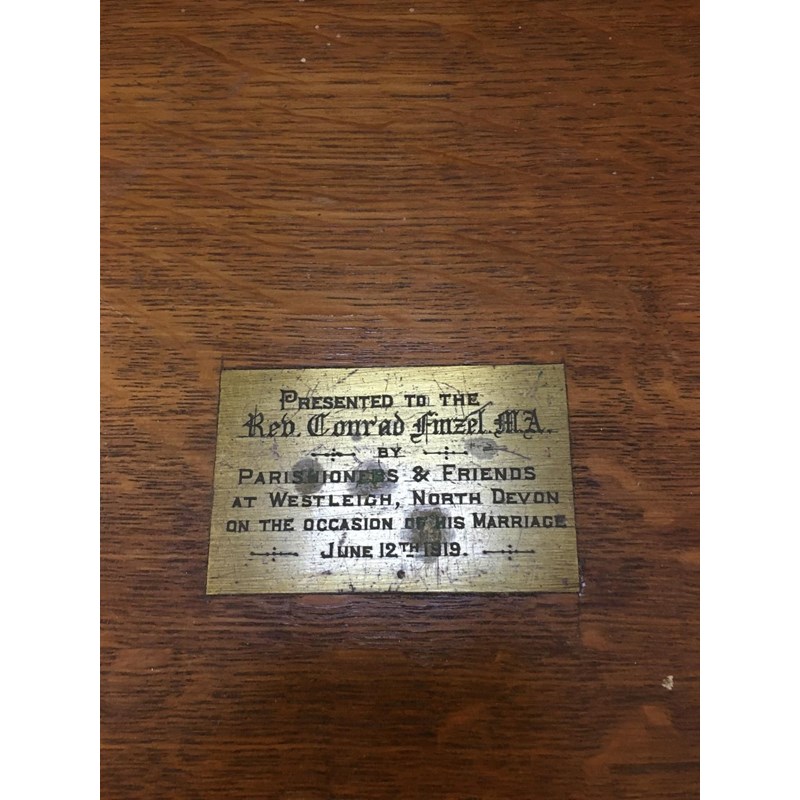 PRESENTED TO THE
Rev. Conrad Finzel. M.A.
BY
PARISHIONERS & FRIENDS
AT WESTLEIGH, NORTH DEVON
ON THE OCCASION OF HIS MARRIAGE
JUNE 12TH 1919.